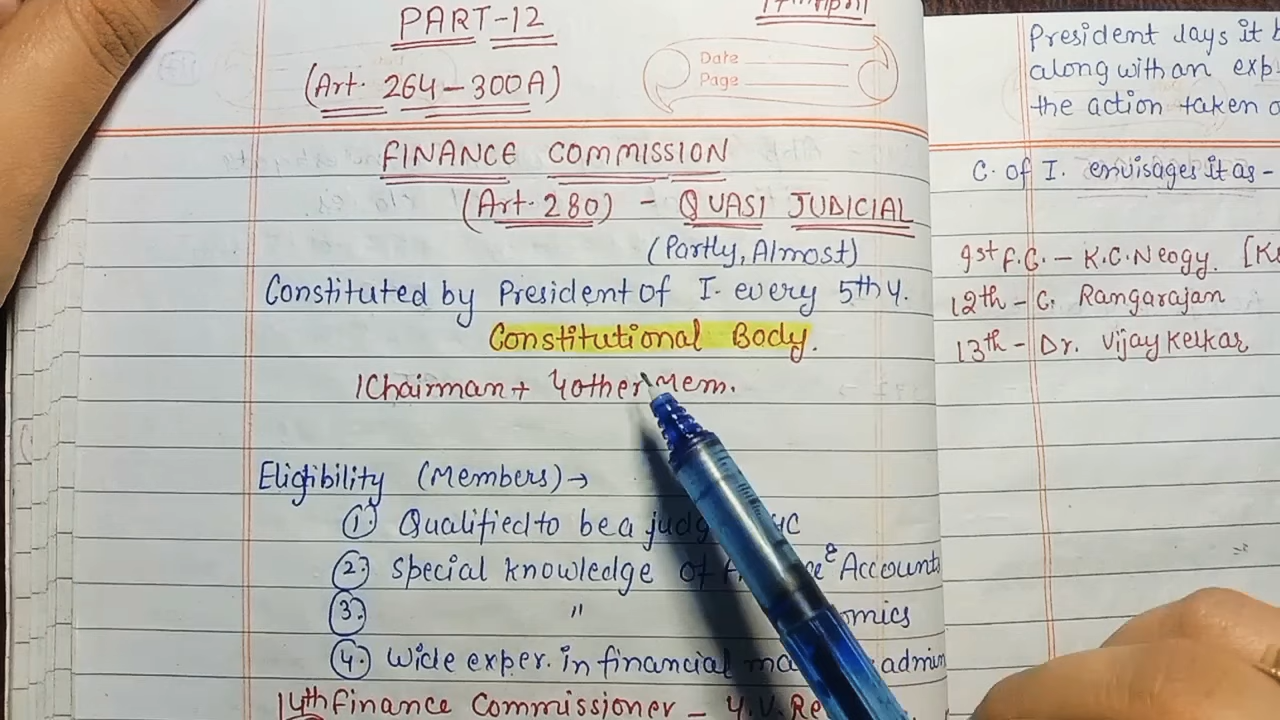 PART-12
(Art. 264-300A)
Date
Page
FINANCE COMMISSION
(Art. 280) - QUASI JUDICIAL
(Partly, Almost)
Constituted by President of I. every 5th y.
Constitutional Body.
1 Chairman + 4 other Mem.
Eligibility (Members) →
1. Qualified to be a
2. Special knowledge of Accounts
3. "
4. Wide exper. in financial admin
14th Finance Commissioner - Y.V.
President lays it
along with an exp
the action taken
C. of I. envisages it as -
1st F.C. - K.C. Neogy.
12th - C. Rangarajan
13th - Dr. Vijay Kelkar